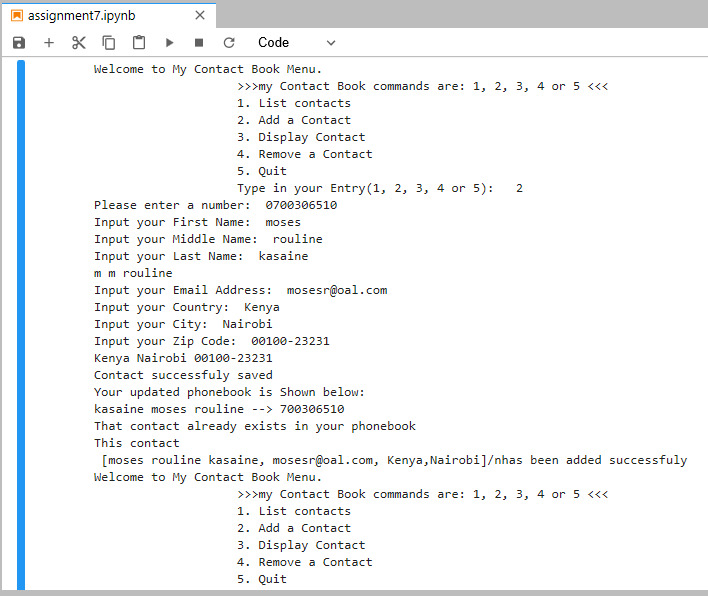 assignment7.ipynb
Code
Welcome to My Contact Book Menu.
>>>my Contact Book commands are: 1, 2, 3, 4 or 5 <<<
1. List contacts
2. Add a Contact
3. Display Contact
4. Remove a Contact
5. Quit
Type in your Entry(1, 2, 3, 4 or 5):   2
Please enter a number:  0700306510
Input your First Name:  moses
Input your Middle Name:  rouline
Input your Last Name:  kasaine
m m rouline
Input your Email Address:  mosesr@oal.com
Input your Country:  Kenya
Input your City:  Nairobi
Input your Zip Code:  00100-23231
Kenya Nairobi 00100-23231
Contact successfuly saved
Your updated phonebook is Shown below:
kasaine moses rouline --> 700306510
That contact already exists in your phonebook
This contact
[moses rouline kasaine, mosesr@oal.com, Kenya,Nairobi]/nhas been added successfuly
Welcome to My Contact Book Menu.
>>>my Contact Book commands are: 1, 2, 3, 4 or 5 <<<
1. List contacts
2. Add a Contact
3. Display Contact
4. Remove a Contact
5. Quit